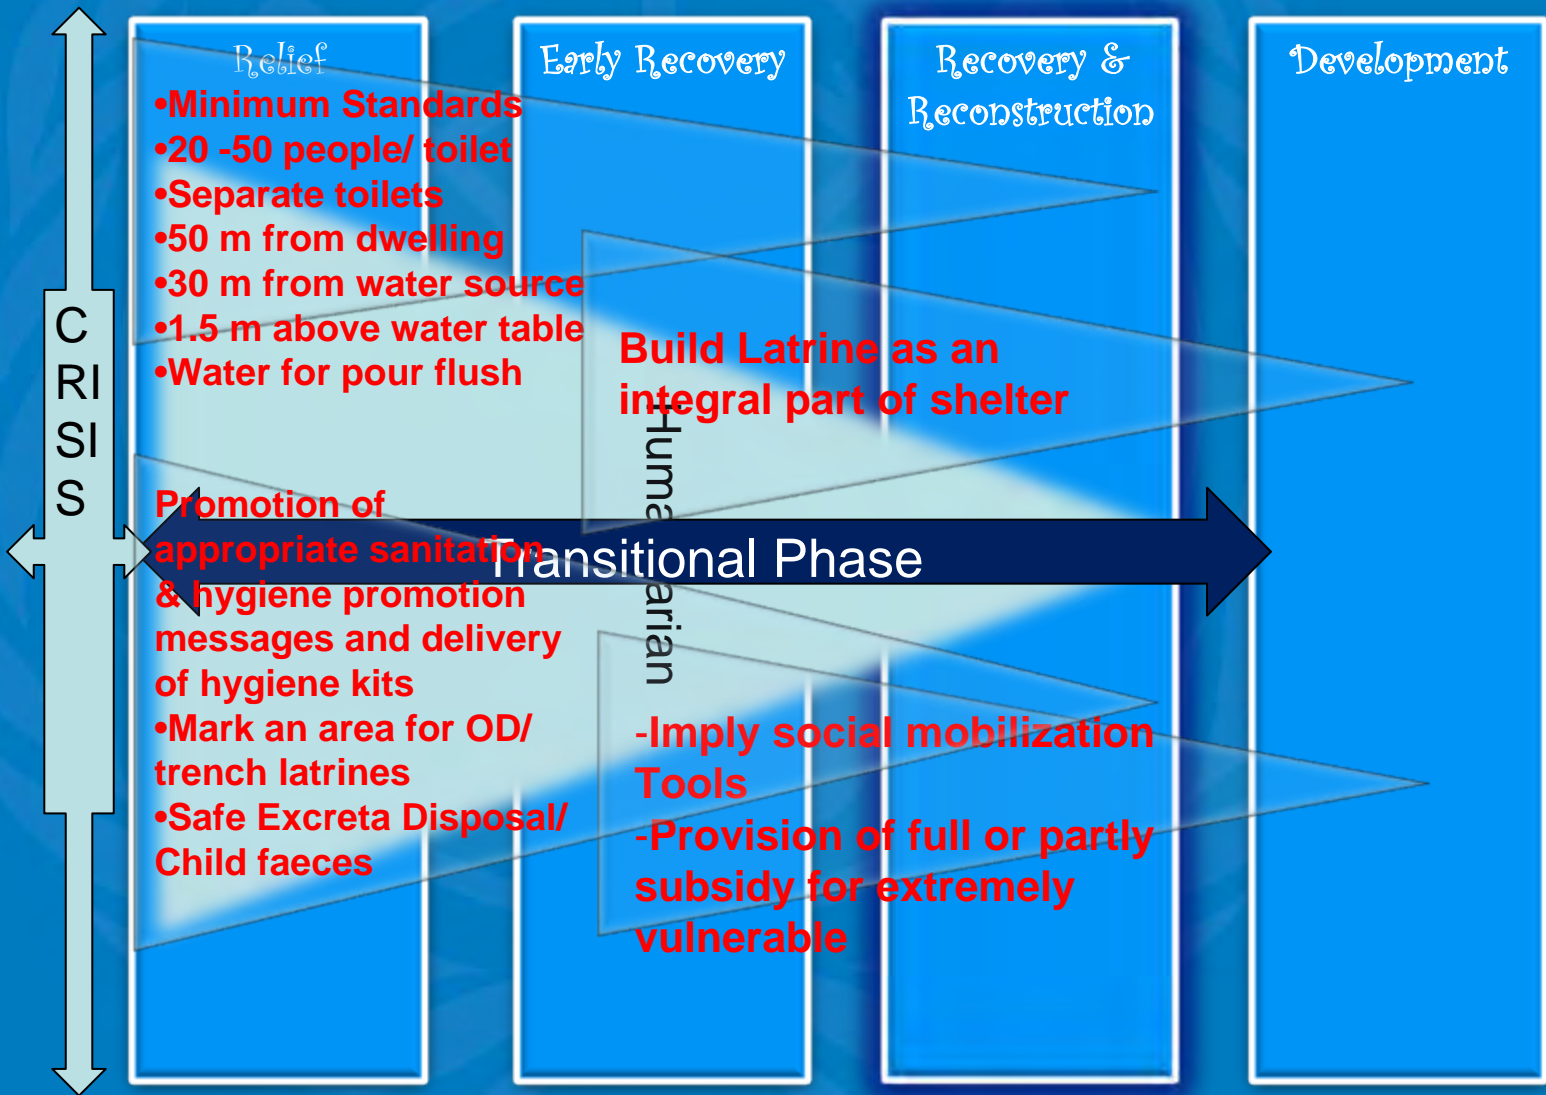 C
RI
SI
S
Relief
•Minimum Standards
•20 -50 people/ toilet
•Separate toilets
•50 m from dwelling
•30 m from water source
•1.5 m above water table
•Water for pour flush
Promotion of
appropriate sanitation
& hygiene promotion
messages and delivery
of hygiene kits
•Mark an area for OD/
trench latrines
•Safe Excreta Disposal/
Child faeces
Early Recovery
Build Latrine as an
integral part of shelter
Transitional Phase
-Imply social mobilization
Tools
-Provision of full or partly
subsidy for extremely
vulnerable
Recovery &
Reconstruction
Development